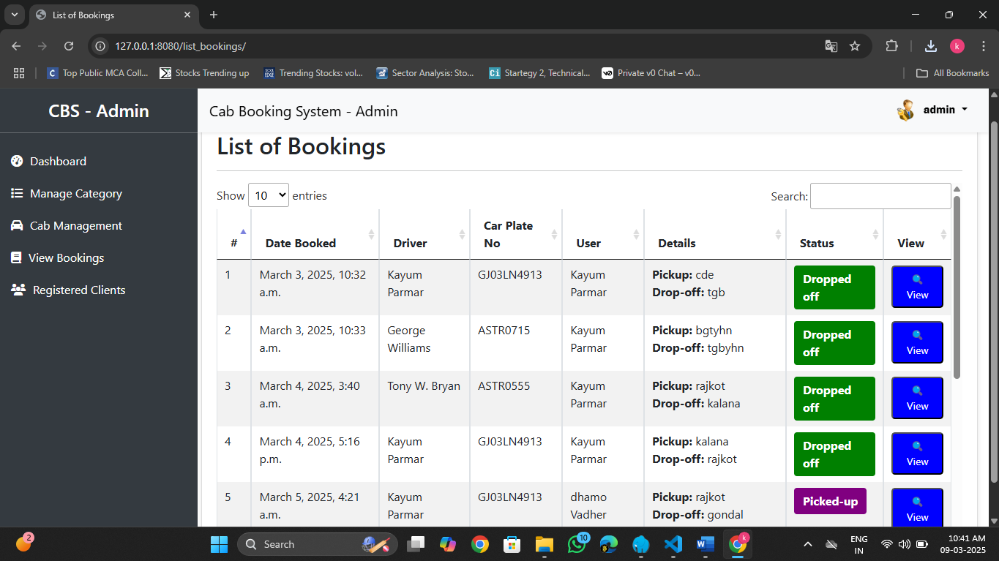 List of Bookings
127.0.0.1:8080/list_bookings/
k
Top Public MCA Coll...
Stocks Trending up
Trending Stocks: vol...
Sector Analysis: Sto...
Startegy 2, Technical...
Private v0 Chat – v0...
All Bookmarks
CBS - Admin
Cab Booking System - Admin
admin
Dashboard
Manage Category
Cab Management
View Bookings
Registered Clients
List of Bookings
Show 10 entries
Search:
# Date Booked Driver Car Plate No User Details Status View
1 March 3, 2025, 10:32 a.m. Kayum Parmar GJ03LN4913 Kayum Parmar Pickup: cde Drop-off: tgb Dropped off View
2 March 3, 2025, 10:33 a.m. George Williams ASTR0715 Kayum Parmar Pickup: bgtyhn Drop-off: tgbyhn Dropped off View
3 March 4, 2025, 3:40 a.m. Tony W. Bryan ASTR0555 Kayum Parmar Pickup: rajkot Drop-off: kalana Dropped off View
4 March 4, 2025, 5:16 p.m. Kayum Parmar GJ03LN4913 Kayum Parmar Pickup: kalana Drop-off: rajkot Dropped off View
5 March 5, 2025, 4:21 a.m. Kayum Parmar GJ03LN4913 dhamo Vadher Pickup: rajkot Drop-off: gondal Picked-up View
2
Search
10
k
ENG
IN
10:41 AM
09-03-2025